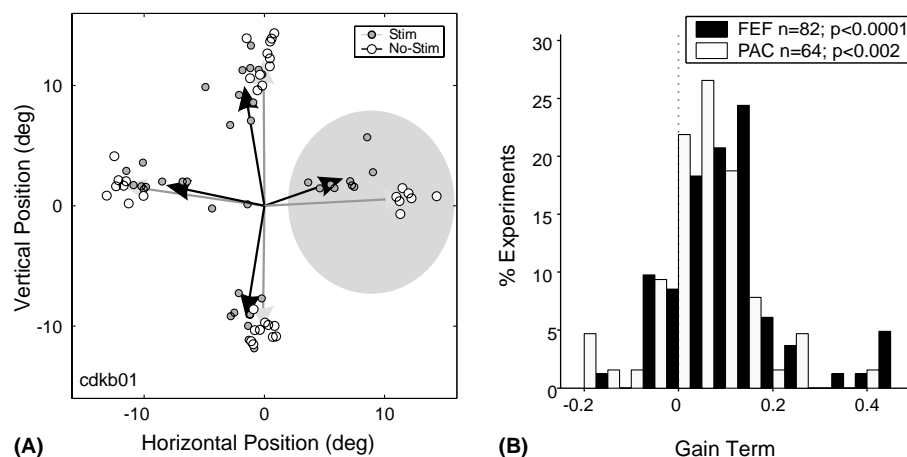 Stim
No-Stim
10
0
-10
Vertical Position (deg)
cdkb01
-10
0
10
(A)
Horizontal Position (deg)
FEF n=82; p<0.0001
PAC n=64; p<0.002
30
25
20
15
10
5
0
% Experiments
-0.2
0
0.2
0.4
(B)
Gain Term